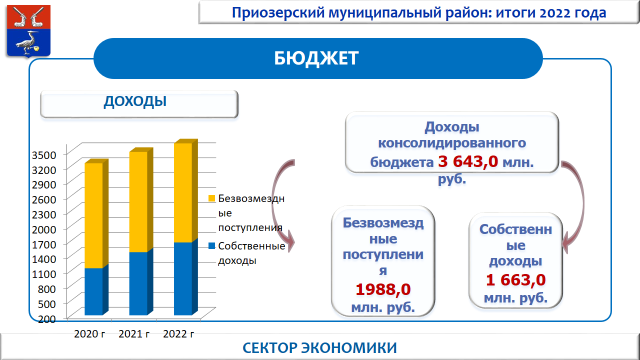 Приозерский муниципальный район: итоги 2022 года
БЮДЖЕТ
ДОХОДЫ
3500
3200
2900
2600
2300
2000
1700
1400
1100
800
500
200
2020 г
2021 г
2022 г
Безвозмездн
ые
поступления
Собственные
доходы
Доходы
консолидированного
бюджета 3 643,0 млн.
руб.
Безвозмезд
ные
поступлени
я
1988,0
млн. руб.
Собственн
ые
доходы
1 663,0
млн. руб.
СЕКТОР ЭКОНОМИКИ